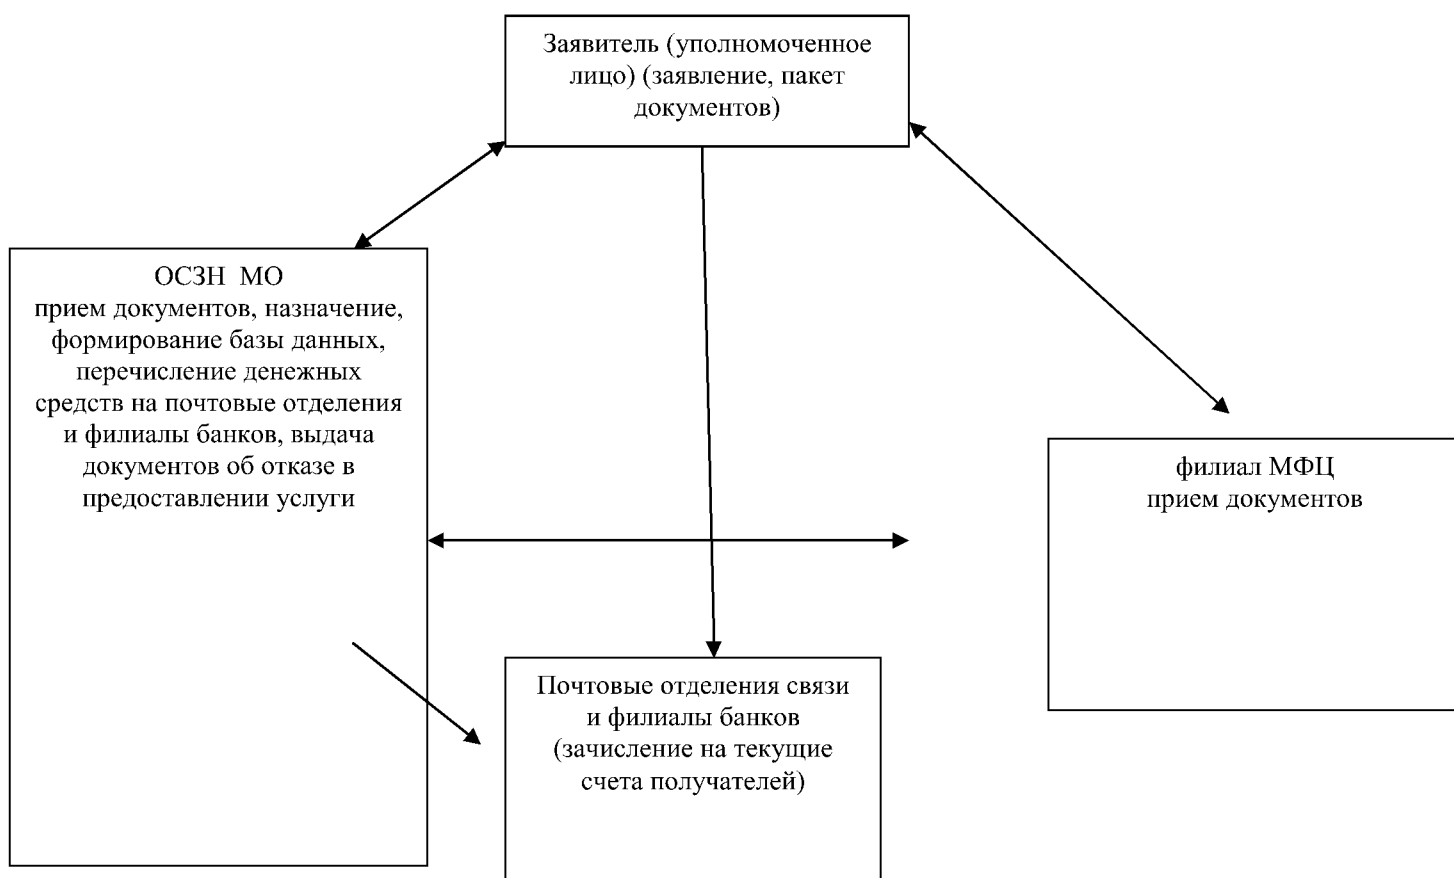 Заявитель (уполномоченное
лицо) (заявление, пакет
документов)
ОСЗН  МО
прием документов, назначение,
формирование базы данных,
перечисление денежных
средств на почтовые отделения
и филиалы банков, выдача
документов об отказе в
предоставлении услуги
филиал МФЦ
прием документов
Почтовые отделения связи
и филиалы банков
(зачисление на текущие
счета получателей)